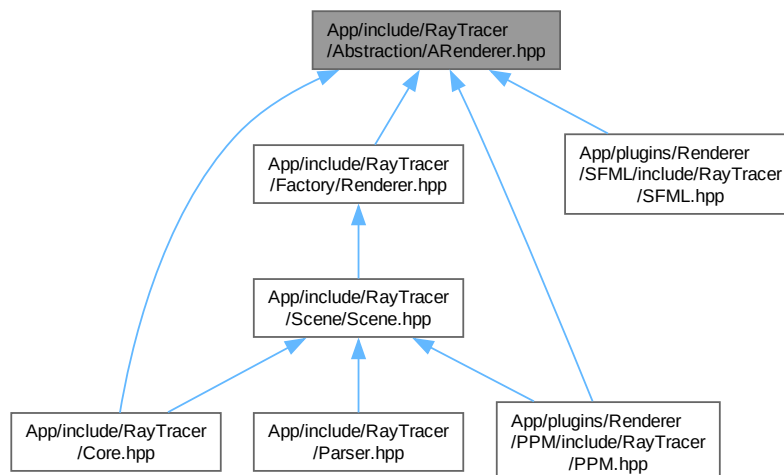 App/include/RayTracer
/Abstraction/ARenderer.hpp
App/include/RayTracer
/Factory/Renderer.hpp
App/plugins/Renderer
/SFML/include/RayTracer
/SFML.hpp
App/include/RayTracer
/Scene/Scene.hpp
App/include/RayTracer
/Core.hpp
App/include/RayTracer
/Parser.hpp
App/plugins/Renderer
/PPM/include/RayTracer
/PPM.hpp